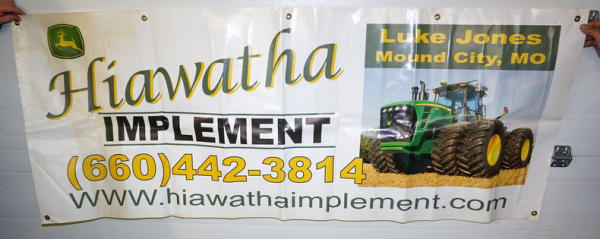 Hiawatha
IMPLEMENT
(660)442-3814
www.hiawathaimplement.com
Luke Jones
Mound City, MO